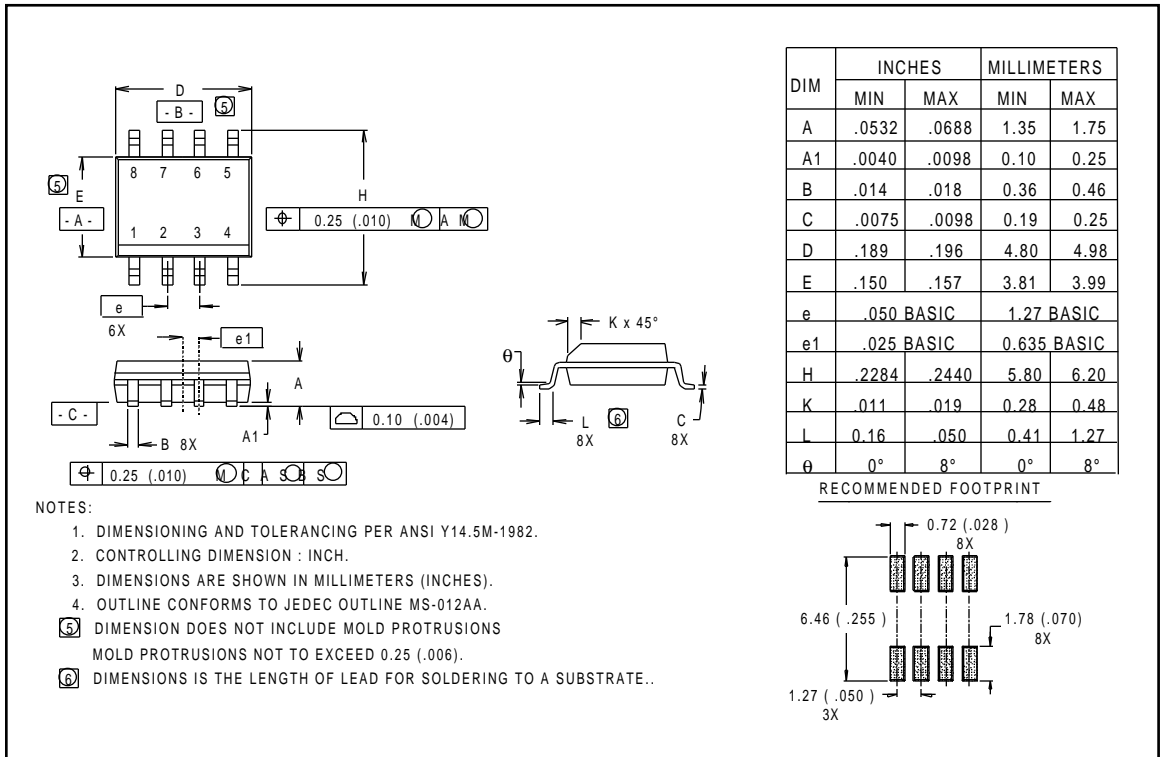 D
- B -
5
8 7 6 5
5
E
- A -
H
⌖ 0.25 (.010) M A M
1 2 3 4
e
6X
e1
K x 45°
θ
A
- C -
0.10 (.004)
A1
B 8X
L
8X
6
C
8X
⌖ 0.25 (.010) M C A S B S
NOTES:
1. DIMENSIONING AND TOLERANCING PER ANSI Y14.5M-1982.
2. CONTROLLING DIMENSION : INCH.
3. DIMENSIONS ARE SHOWN IN MILLIMETERS (INCHES).
4. OUTLINE CONFORMS TO JEDEC OUTLINE MS-012AA.
5 DIMENSION DOES NOT INCLUDE MOLD PROTRUSIONS
MOLD PROTRUSIONS NOT TO EXCEED 0.25 (.006).
6 DIMENSIONS IS THE LENGTH OF LEAD FOR SOLDERING TO A SUBSTRATE..
DIM INCHES MILLIMETERS
MIN MAX MIN MAX
A .0532 .0688 1.35 1.75
A1 .0040 .0098 0.10 0.25
B .014 .018 0.36 0.46
C .0075 .0098 0.19 0.25
D .189 .196 4.80 4.98
E .150 .157 3.81 3.99
e .050 BASIC 1.27 BASIC
e1 .025 BASIC 0.635 BASIC
H .2284 .2440 5.80 6.20
K .011 .019 0.28 0.48
L 0.16 .050 0.41 1.27
θ 0° 8° 0° 8°
RECOMMENDED FOOTPRINT
0.72 (.028 )
8X
6.46 ( .255 )
1.78 (.070)
8X
1.27 ( .050 )
3X